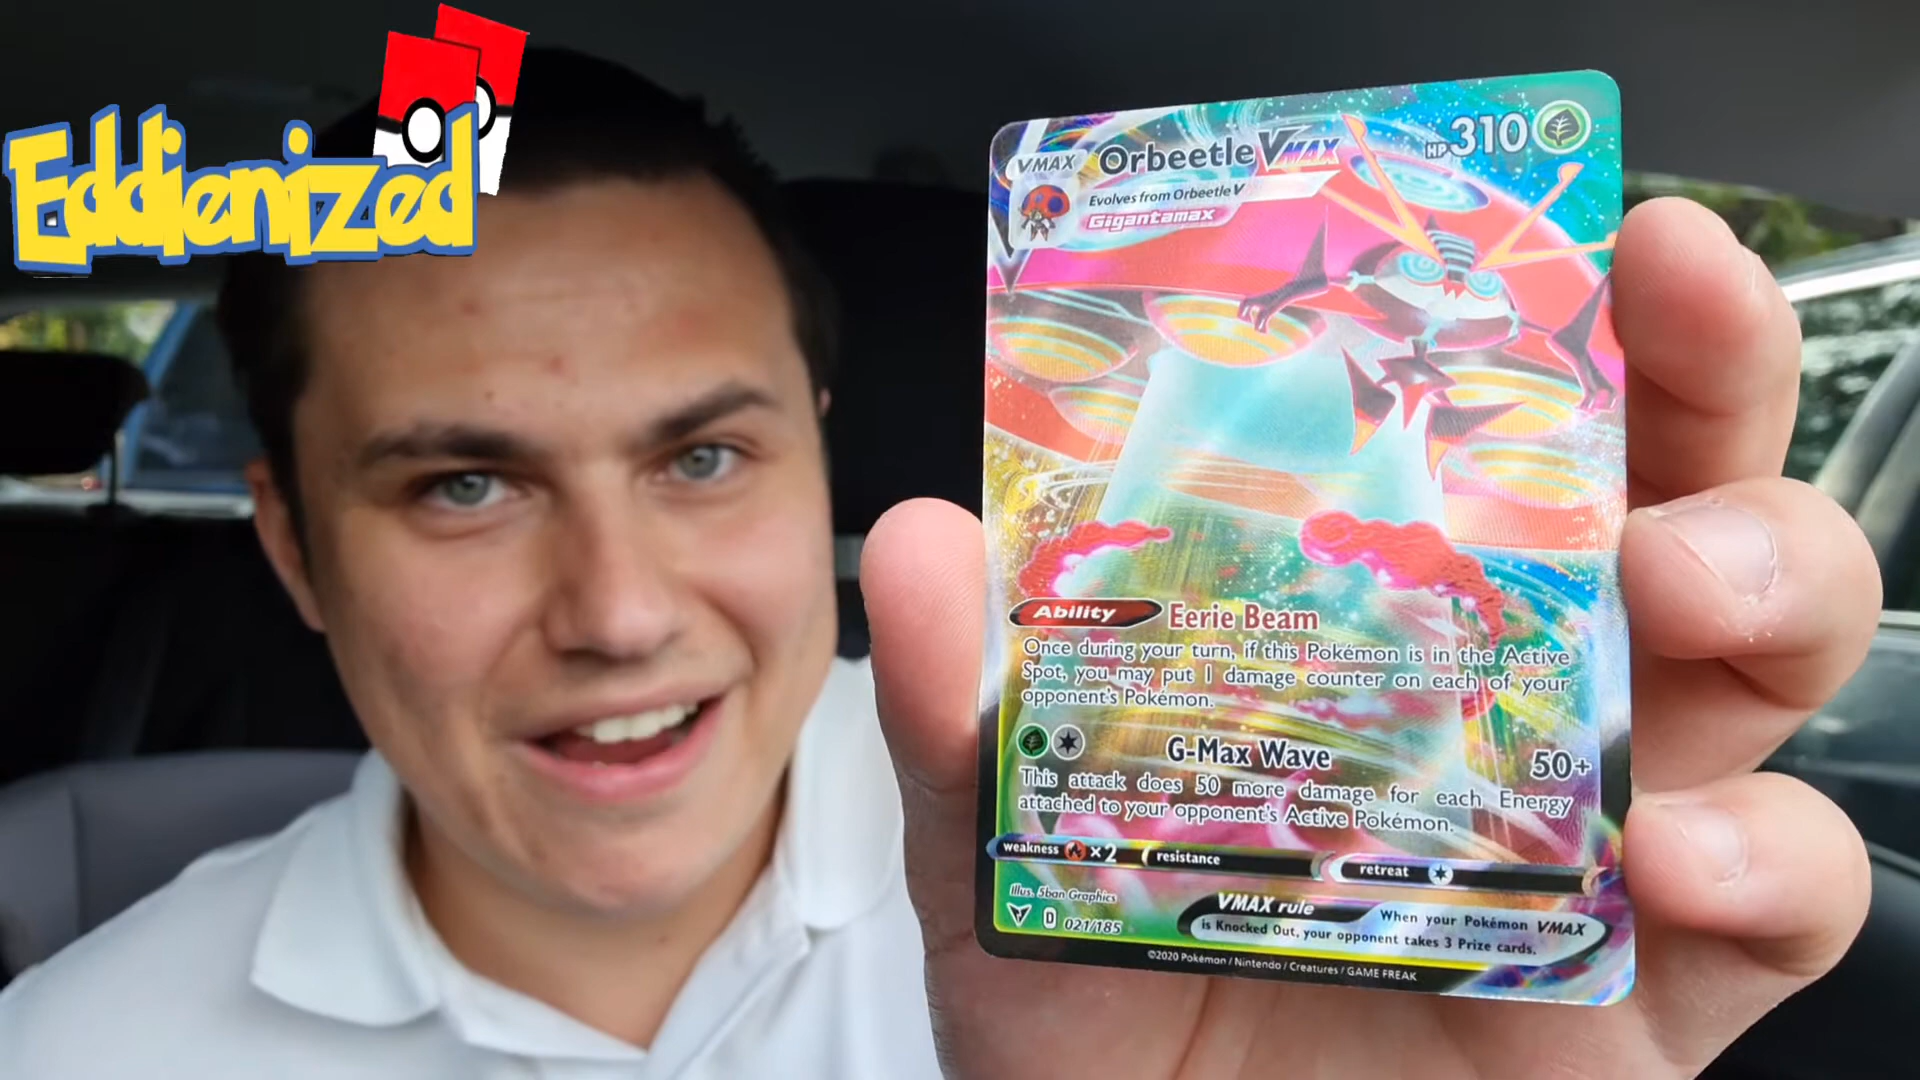 Eddienized
VMAX
Orbeetle VMAX
HP 310
Evolves from Orbeetle V
Gigantamax
Ability Eerie Beam
Once during your turn, if this Pokémon is in the Active
Spot, you may put 1 damage counter on each of your
opponent's Pokémon.
G-Max Wave 50+
This attack does 50 more damage for each Energy
attached to your opponent's Active Pokémon.
weakness ×2 resistance retreat
Illus. 5ban Graphics
D 021/185
VMAX rule When your Pokémon VMAX
is Knocked Out, your opponent takes 3 Prize cards.
©2020 Pokémon / Nintendo / Creatures / GAME FREAK